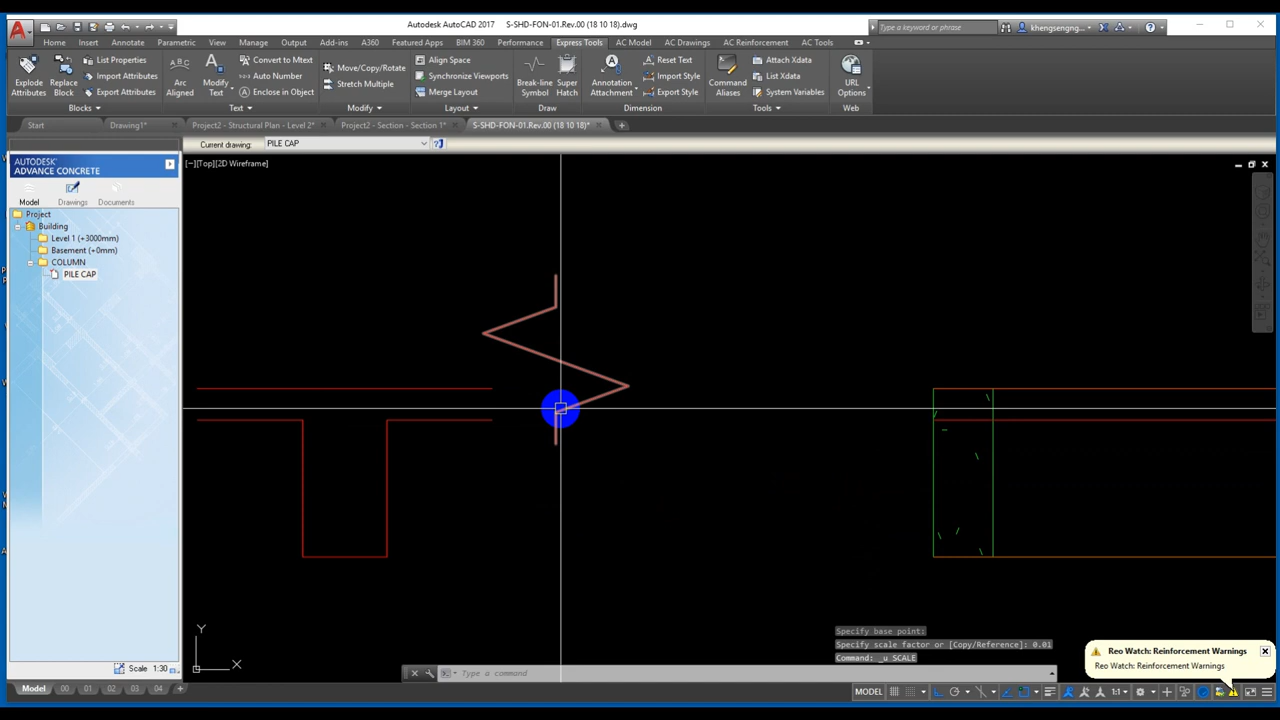 Autodesk AutoCAD 2017 S-SHD-FON-01.Rev.00 (18 10 18).dwg
Type a keyword or phrase
khengsengng...
Home Insert Annotate Parametric View Manage Output Add-ins A360 Featured Apps BIM 360 Performance Express Tools AC Model AC Drawings AC Reinforcement AC Tools
Explode Attributes
Replace Block
List Properties
Import Attributes
Export Attributes
Blocks
Arc Aligned
Modify Text
Convert to Mtext
Auto Number
Enclose in Object
Text
Move/Copy/Rotate
Stretch Multiple
Modify
Align Space
Synchronize Viewports
Merge Layout
Layout
Break-line Symbol
Super Hatch
Draw
Annotation Attachment
Reset Text
Import Style
Export Style
Dimension
Command Aliases
Attach Xdata
List Xdata
System Variables
Tools
URL Options
Web
Start Drawing1* Project2 - Structural Plan - Level 2* Project2 - Section - Section 1* S-SHD-FON-01.Rev.00 (18 10 18)*
Current drawing: PILE CAP
[−][Top][2D Wireframe]
AUTODESK
ADVANCE CONCRETE
Model Drawings Documents
Project
Building
Level 1 (+3000mm)
Basement (+0mm)
COLUMN
PILE CAP
Y
X
Specify base point:
Specify scale factor or [Copy/Reference]: 0.01
Command: _u SCALE
Type a command
Reo Watch: Reinforcement Warnings
Reo Watch: Reinforcement Warnings
Scale 1:30
Model 00 01 02 03 04
MODEL 1:1